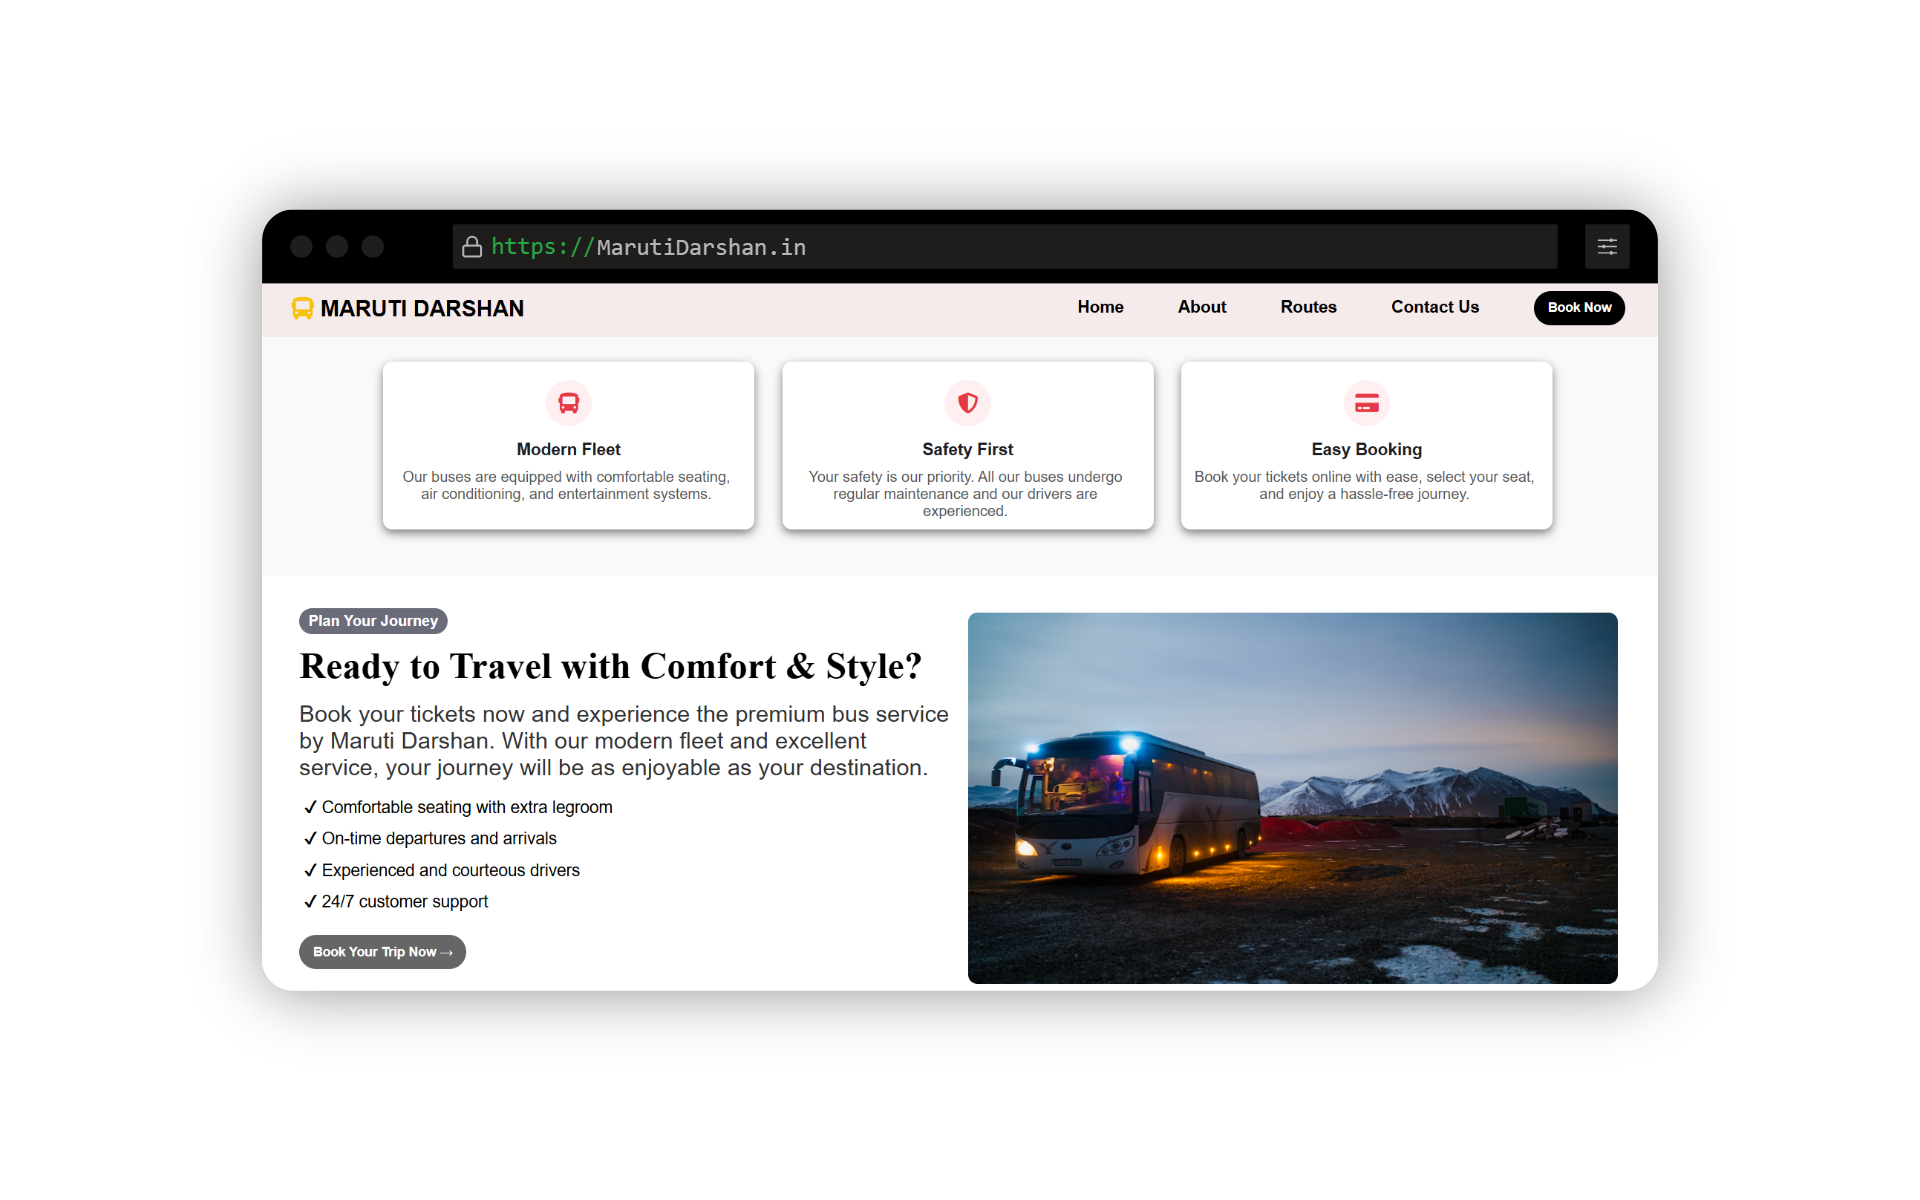 https://MarutiDarshan.in
MARUTI DARSHAN
Home
About
Routes
Contact Us
Book Now
Modern Fleet
Our buses are equipped with comfortable seating,
air conditioning, and entertainment systems.
Safety First
Your safety is our priority. All our buses undergo
regular maintenance and our drivers are
experienced.
Easy Booking
Book your tickets online with ease, select your seat,
and enjoy a hassle-free journey.
Plan Your Journey
Ready to Travel with Comfort & Style?
Book your tickets now and experience the premium bus service
by Maruti Darshan. With our modern fleet and excellent
service, your journey will be as enjoyable as your destination.
✓ Comfortable seating with extra legroom
✓ On-time departures and arrivals
✓ Experienced and courteous drivers
✓ 24/7 customer support
Book Your Trip Now →